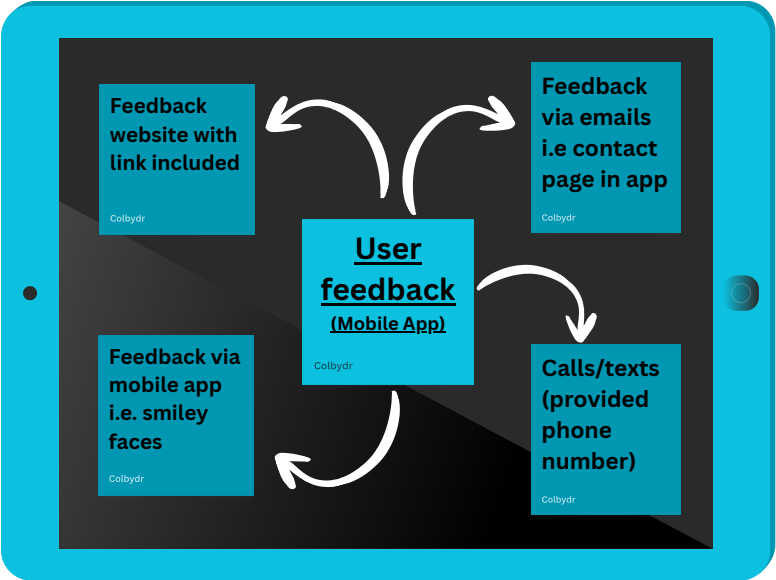 Feedback
website with
link included
Colbydr
Feedback
via emails
i.e contact
page in app
Colbydr
User
feedback
(Mobile App)
Colbydr
Feedback via
mobile app
i.e. smiley
faces
Colbydr
Calls/texts
(provided
phone
number)
Colbydr